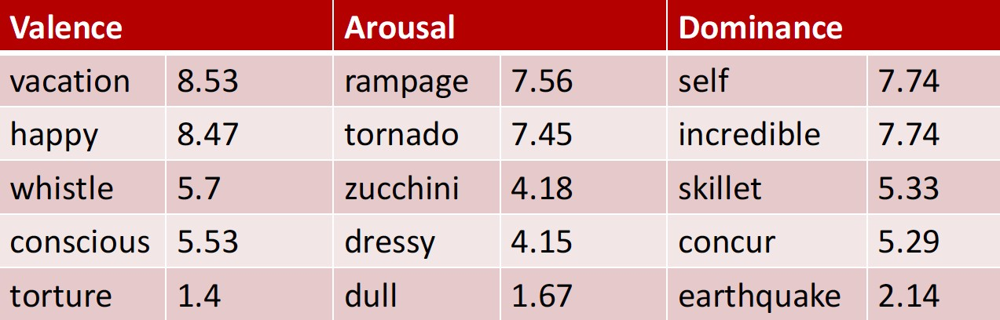 Valence Arousal Dominance
vacation 8.53 rampage 7.56 self 7.74
happy 8.47 tornado 7.45 incredible 7.74
whistle 5.7 zucchini 4.18 skillet 5.33
conscious 5.53 dressy 4.15 concur 5.29
torture 1.4 dull 1.67 earthquake 2.14